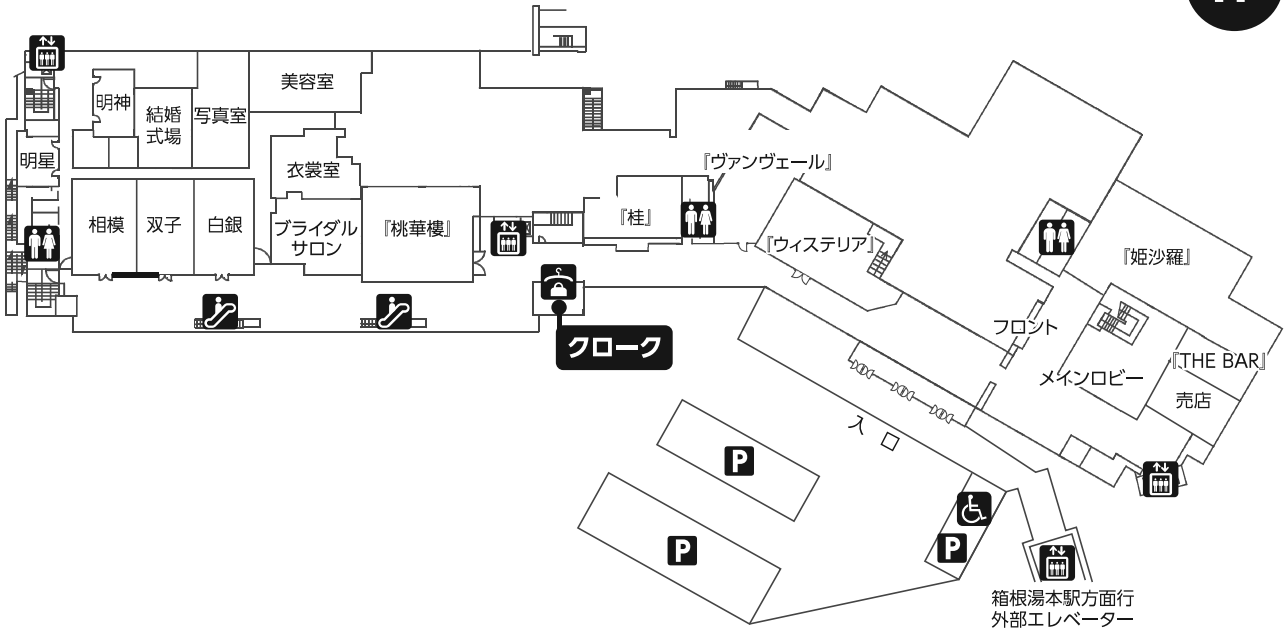 美容室
明神
結婚
式場
写真室
明星
衣裳室
『ヴァンヴェール』
相模
双子
白銀
ブライダル
サロン
『桃華樓』
『桂』
『ウィステリア』
『姫沙羅』
フロント
クローク
メインロビー
『THE BAR』
売店
入口
P
P
P
箱根湯本駅方面行
外部エレベーター